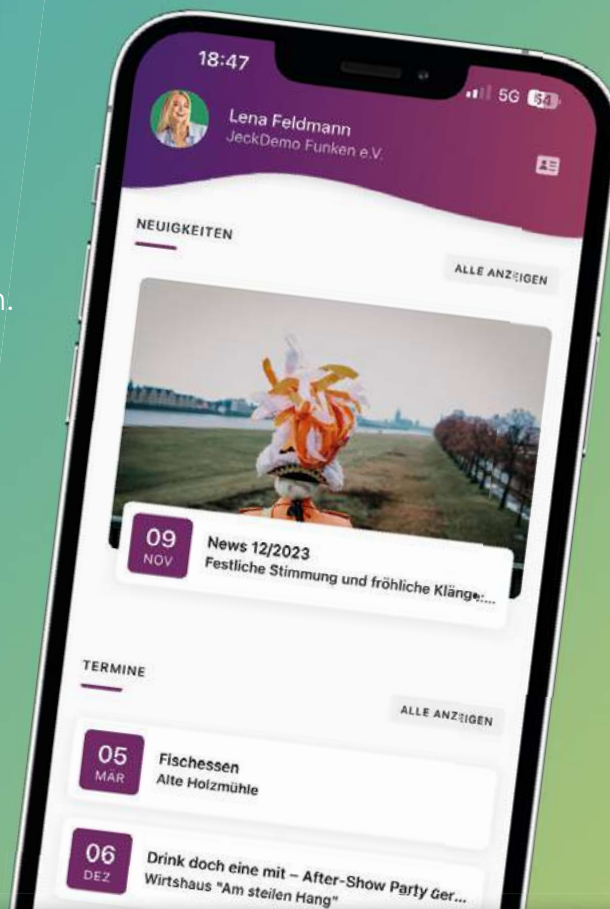 18:47
5G 54
Lena Feldmann
JeckDemo Funken e.V.
n.
NEUIGKEITEN
ALLE ANZEIGEN
09
NOV
News 12/2023
Festliche Stimmung und fröhliche Klänge:...
TERMINE
ALLE ANZEIGEN
05
MÄR
Fischessen
Alte Holzmühle
06
DEZ
Drink doch eine mit – After-Show Party der...
Wirtshaus "Am steilen Hang"